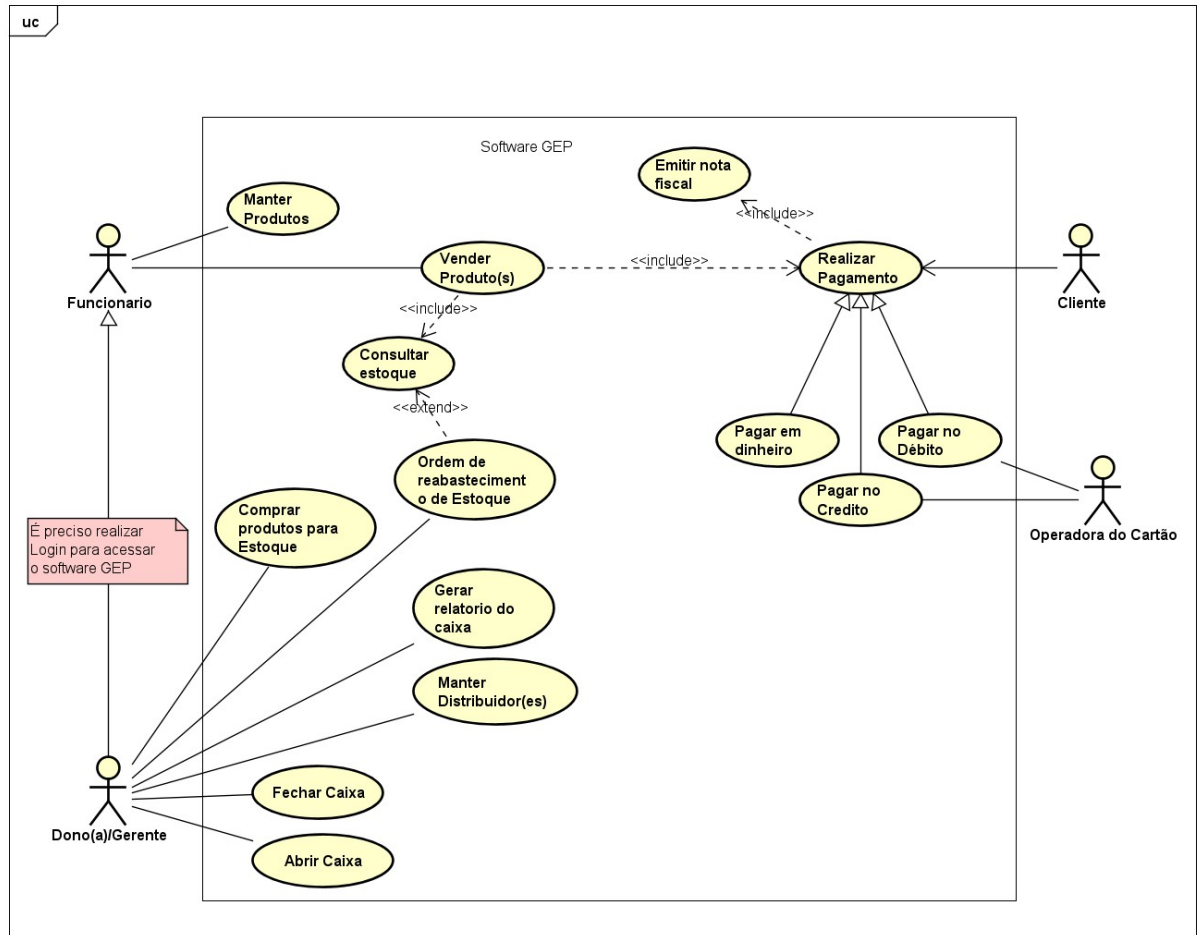 uc
Software GEP
Emitir nota
fiscal
Manter
Produtos
<<include>>
Vender
Produto(s)
<<include>>
Realizar
Pagamento
Funcionario
Cliente
<<include>>
Consultar
estoque
<<extend>>
Pagar em
dinheiro
Pagar no
Débito
Ordem de
reabasteciment
o de Estoque
Pagar no
Credito
Operadora do Cartão
Comprar
produtos para
Estoque
É preciso realizar
Login para acessar
o software GEP
Gerar
relatorio do
caixa
Manter
Distribuidor(es)
Fechar Caixa
Dono(a)/Gerente
Abrir Caixa